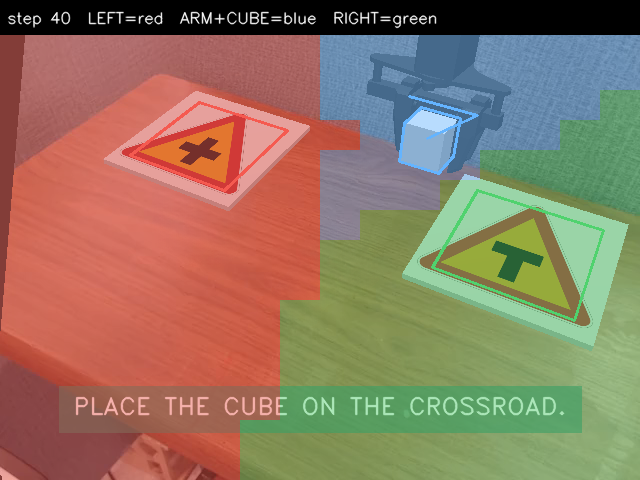 step 40 LEFT=red ARM+CUBE=blue RIGHT=green
PLACE THE CUBE ON THE CROSSROAD.